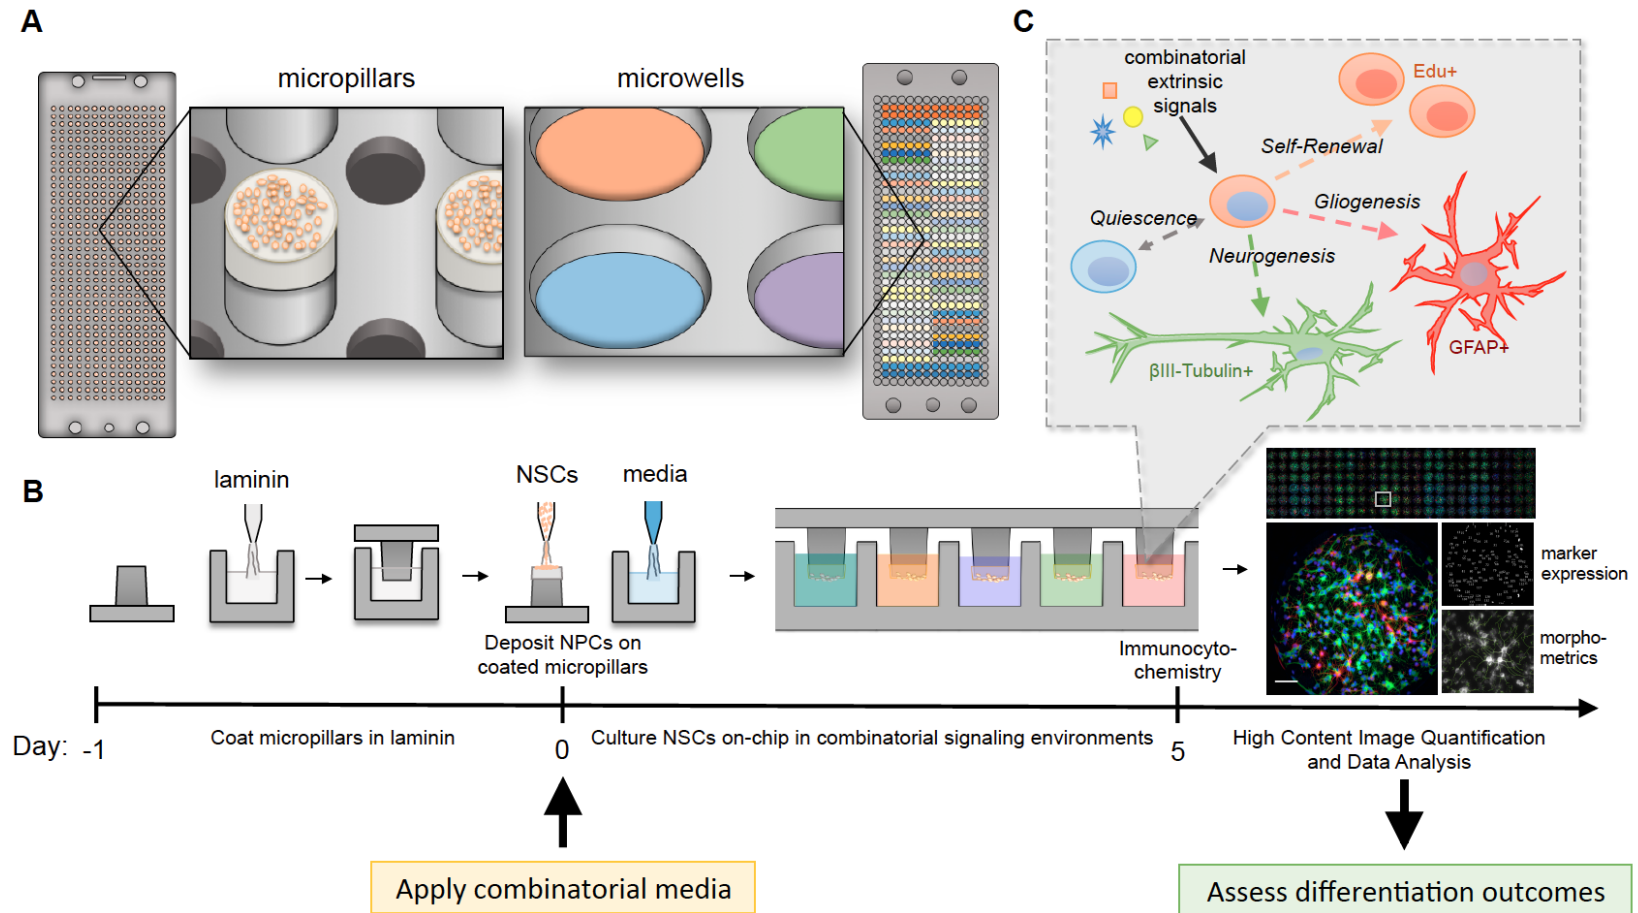 A
micropillars
microwells
C
combinatorial
extrinsic
signals
Edu+
Self-Renewal
Gliogenesis
Quiescence
Neurogenesis
GFAP+
βIII-Tubulin+
B
laminin
NSCs
media
Deposit NPCs on
coated micropillars
Immunocyto-
chemistry
marker
expression
morpho-
metrics
Day: -1
Coat micropillars in laminin
0
Culture NSCs on-chip in combinatorial signaling environments
5
High Content Image Quantification
and Data Analysis
Apply combinatorial media
Assess differentiation outcomes